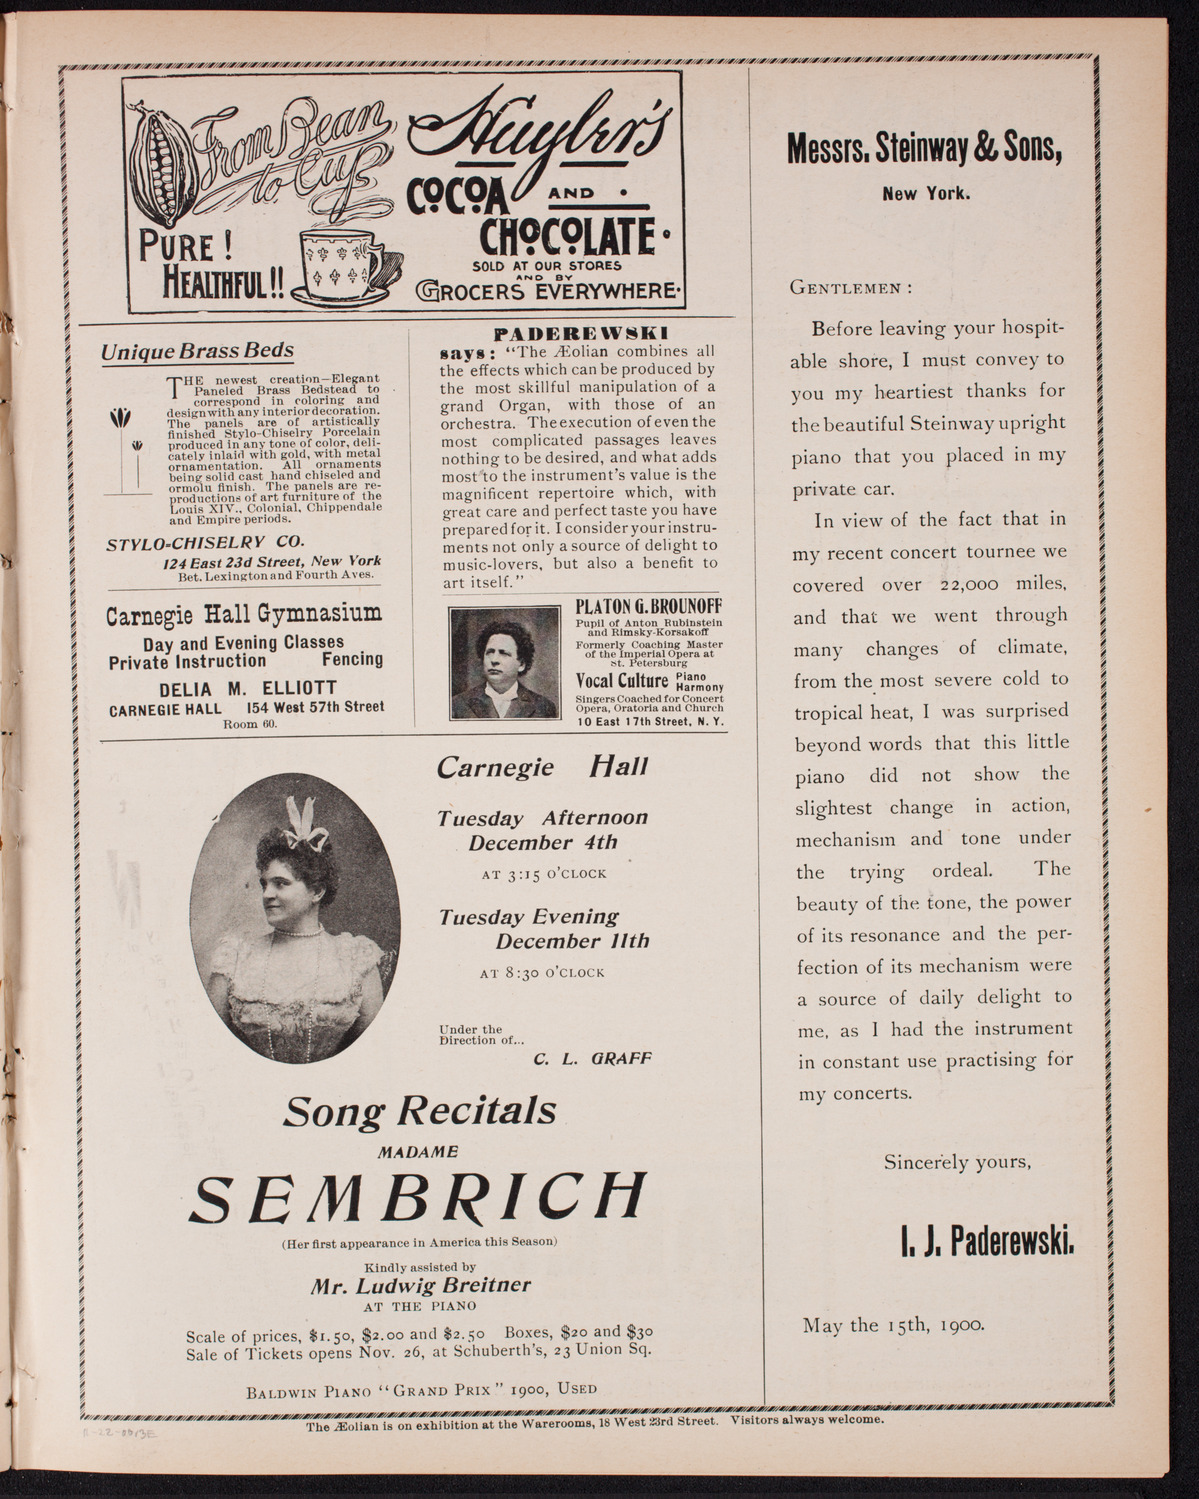 From Bean
to Cup
PURE!
HEALTHFUL!!
Huyler's
COCOA AND
CHOCOLATE.
SOLD AT OUR STORES
AND BY
GROCERS EVERYWHERE.
Unique Brass Beds
THE newest creation—Elegant
Paneled Brass Bedstead to
correspond in coloring and
design with any interior decoration.
The panels are of artistically
finished Stylo-Chiselry Porcelain
produced in any tone of color, deli-
cately inlaid with gold, with metal
ornamentation. All ornaments
being solid cast hand chiseled and
ormolu finish. The panels are re-
productions of art furniture of the
Louis XIV., Colonial, Chippendale
and Empire periods.
STYLO-CHISELRY CO.
124 East 23d Street, New York
Bet. Lexington and Fourth Aves.
Carnegie Hall Gymnasium
Day and Evening Classes
Private Instruction Fencing
DELIA M. ELLIOTT
CARNEGIE HALL 154 West 57th Street
Room 60.
PADEREWSKI
says: “The Æolian combines all
the effects which can be produced by
the most skillful manipulation of a
grand Organ, with those of an
orchestra. The execution of even the
most complicated passages leaves
nothing to be desired, and what adds
most to the instrument's value is the
magnificent repertoire which, with
great care and perfect taste you have
prepared for it. I consider your instru-
ments not only a source of delight to
music-lovers, but also a benefit to
art itself.”
PLATON G. BROUNOFF
Pupil of Anton Rubinstein
and Rimsky-Korsakoff
Formerly Coaching Master
of the Imperial Opera at
St. Petersburg
Vocal Culture Piano
Harmony
Singers Coached for Concert
Opera, Oratoria and Church
10 East 17th Street, N. Y.
Carnegie Hall
Tuesday Afternoon
December 4th
AT 3:15 O'CLOCK
Tuesday Evening
December 11th
AT 8:30 O'CLOCK
Under the
Direction of...
C. L. GRAFF
Song Recitals
MADAME
SEMBRICH
(Her first appearance in America this Season)
Kindly assisted by
Mr. Ludwig Breitner
AT THE PIANO
Scale of prices, $1.50, $2.00 and $2.50 Boxes, $20 and $30
Sale of Tickets opens Nov. 26, at Schuberth's, 23 Union Sq.
BALDWIN PIANO “GRAND PRIX” 1900, USED
Messrs. Steinway & Sons,
New York.
GENTLEMEN:
Before leaving your hospit-
able shore, I must convey to
you my heartiest thanks for
the beautiful Steinway upright
piano that you placed in my
private car.
In view of the fact that in
my recent concert tournee we
covered over 22,000 miles,
and that we went through
many changes of climate,
from the most severe cold to
tropical heat, I was surprised
beyond words that this little
piano did not show the
slightest change in action,
mechanism and tone under
the trying ordeal. The
beauty of the tone, the power
of its resonance and the per-
fection of its mechanism were
a source of daily delight to
me, as I had the instrument
in constant use practising for
my concerts.
Sincerely yours,
I. J. Paderewski.
May the 15th, 1900.
The Æolian is on exhibition at the Warerooms, 18 West 23rd Street. Visitors always welcome.